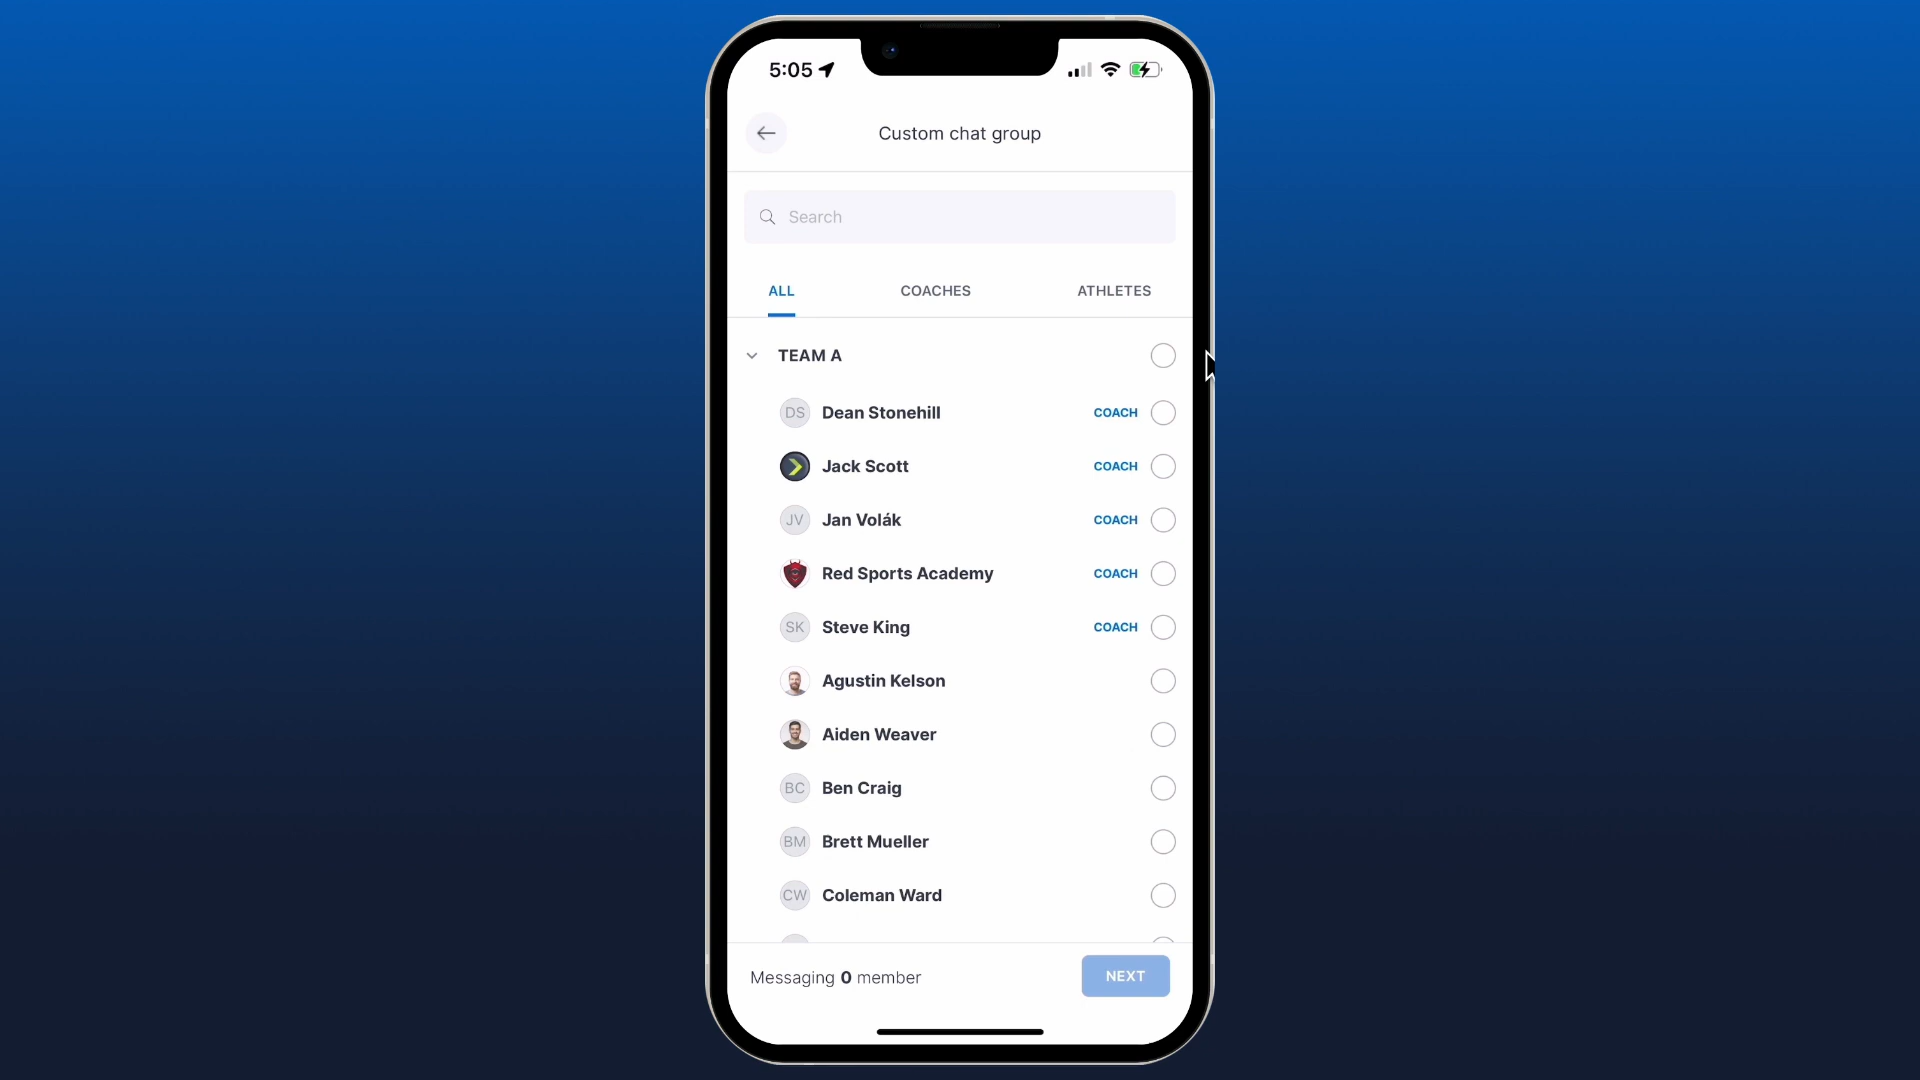 5:05
Custom chat group
Search
ALL COACHES ATHLETES
TEAM A
DS Dean Stonehill COACH
Jack Scott COACH
JV Jan Volák COACH
Red Sports Academy COACH
SK Steve King COACH
Agustin Kelson
Aiden Weaver
BC Ben Craig
BM Brett Mueller
CW Coleman Ward
Messaging 0 member NEXT